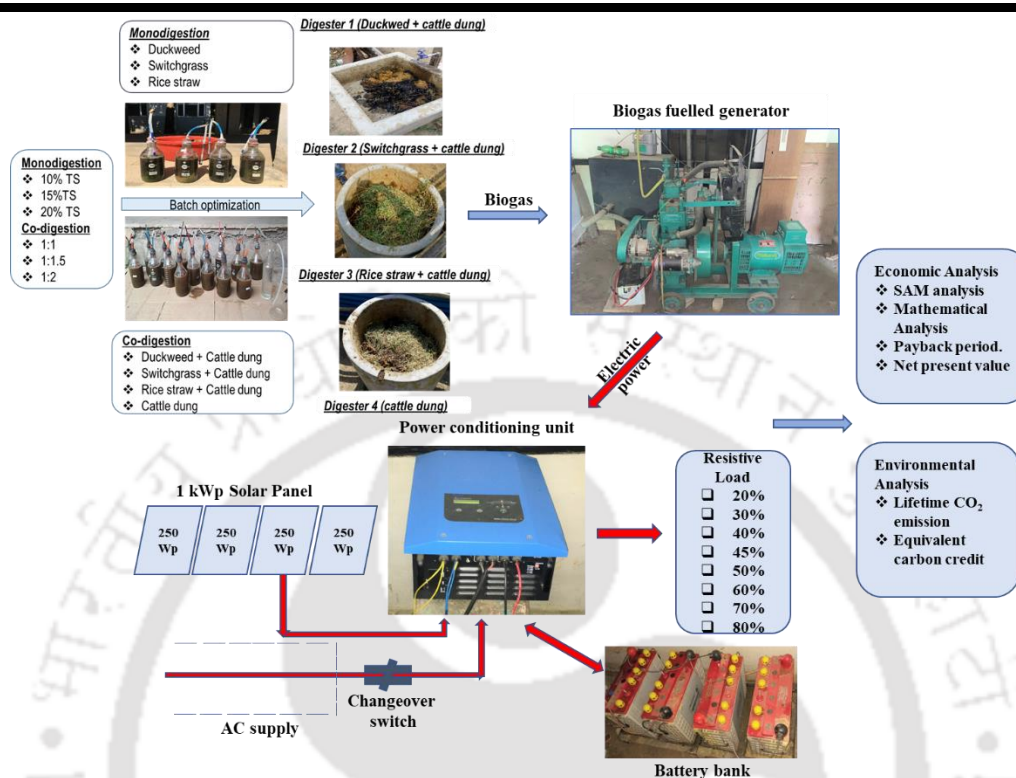 Monodigestion
❖ Duckweed
❖ Switchgrass
❖ Rice straw
Monodigestion
❖ 10% TS
❖ 15%TS
❖ 20% TS
Co-digestion
❖ 1:1
❖ 1:1.5
❖ 1:2
Batch optimization
Co-digestion
❖ Duckweed + Cattle dung
❖ Switchgrass + Cattle dung
❖ Rice straw + Cattle dung
❖ Cattle dung
Digester 1 (Duckwed + cattle dung)
Digester 2 (Switchgrass + cattle dung)
Digester 3 (Rice straw + cattle dung)
Digester 4 (cattle dung)
Biogas
Biogas fuelled generator
Electric
power
Power conditioning unit
1 kWp Solar Panel
250
Wp
250
Wp
250
Wp
250
Wp
AC supply
Changeover
switch
Battery bank
Resistive
Load
❑ 20%
❑ 30%
❑ 40%
❑ 45%
❑ 50%
❑ 60%
❑ 70%
❑ 80%
Economic Analysis
❖ SAM analysis
❖ Mathematical
Analysis
❖ Payback period.
❖ Net present value
Environmental
Analysis
❖ Lifetime CO₂
emission
❖ Equivalent
carbon credit